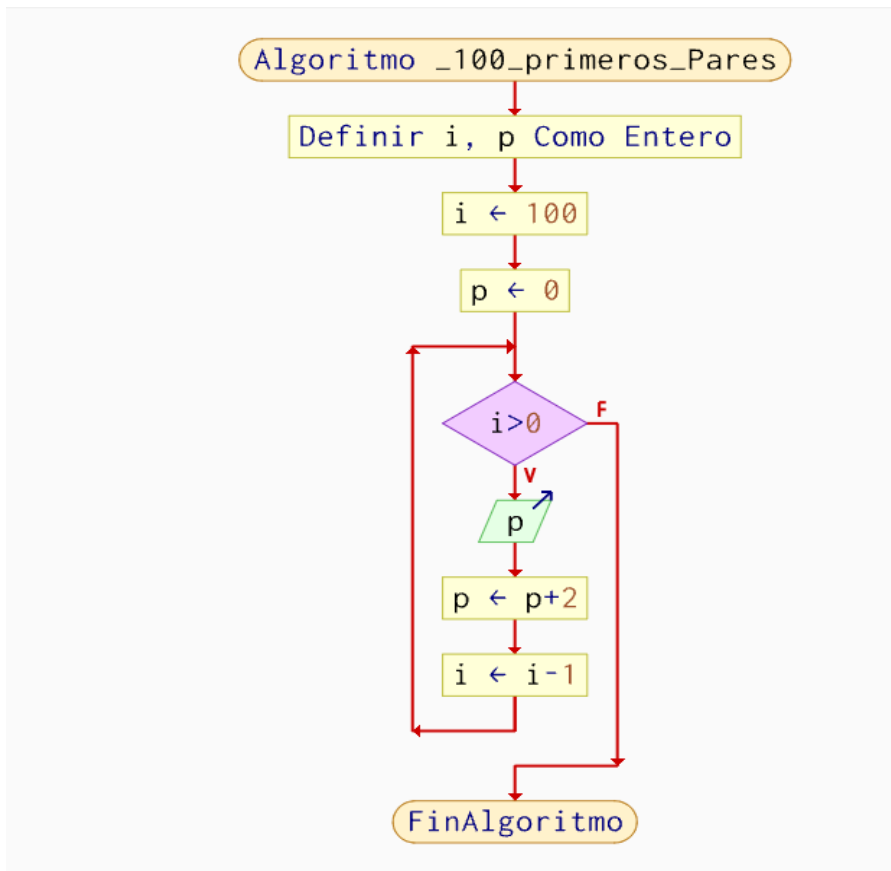 Algoritmo _100_primeros_Pares
Definir i, p Como Entero
i ← 100
p ← 0
i>0
F
V
p
p ← p+2
i ← i-1
FinAlgoritmo